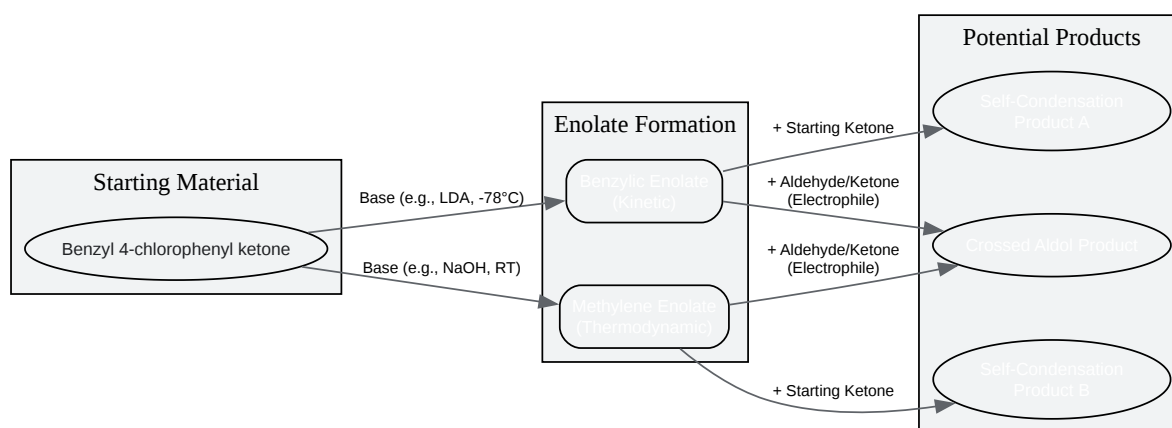 Potential Products
Self-Condensation
Product A
+ Starting Ketone
Enolate Formation
Benzylic Enolate
(Kinetic)
+ Aldehyde/Ketone
(Electrophile)
Starting Material
Base (e.g., LDA, -78°C)
Benzyl 4-chlorophenyl ketone
Crossed Aldol Product
+ Aldehyde/Ketone
(Electrophile)
Base (e.g., NaOH, RT)
Methylene Enolate
(Thermodynamic)
Self-Condensation
Product B
+ Starting Ketone